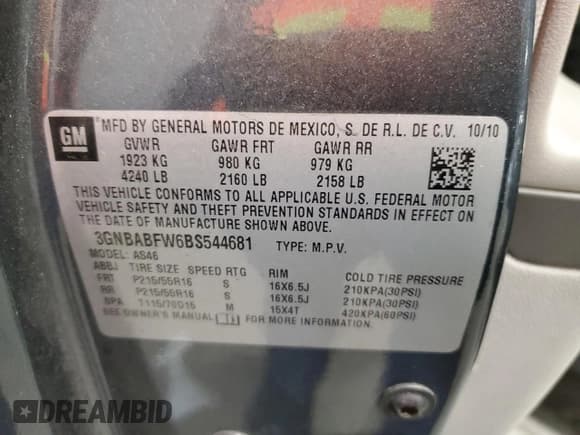 GM
®MFD BY GENERAL MOTORS DE MEXICO, S. DE R.L. DE C.V. 10/10
GVWR GAWR FRT GAWR RR
1923 KG 980 KG 979 KG
4240 LB 2160 LB 2158 LB
THIS VEHICLE CONFORMS TO ALL APPLICABLE U.S. FEDERAL MOTOR
VEHICLE SAFETY AND THEFT PREVENTION STANDARDS IN EFFECT ON
THE DATE OF MANUFACTURE SHOWN ABOVE.
3GNBABFW6BS544681 TYPE: M.P.V.
MODEL: AS46
TIRE SIZE SPEED RTG RIM COLD TIRE PRESSURE
FRT P215/55R16 S 16X6.5J 210KPA(30PSI)
RR P215/55R16 S 16X6.5J 210KPA(30PSI)
SPA T115/70D16 M 15X4T 420KPA(60PSI)
SEE OWNER'S MANUAL FOR MORE INFORMATION.
DREAMBID